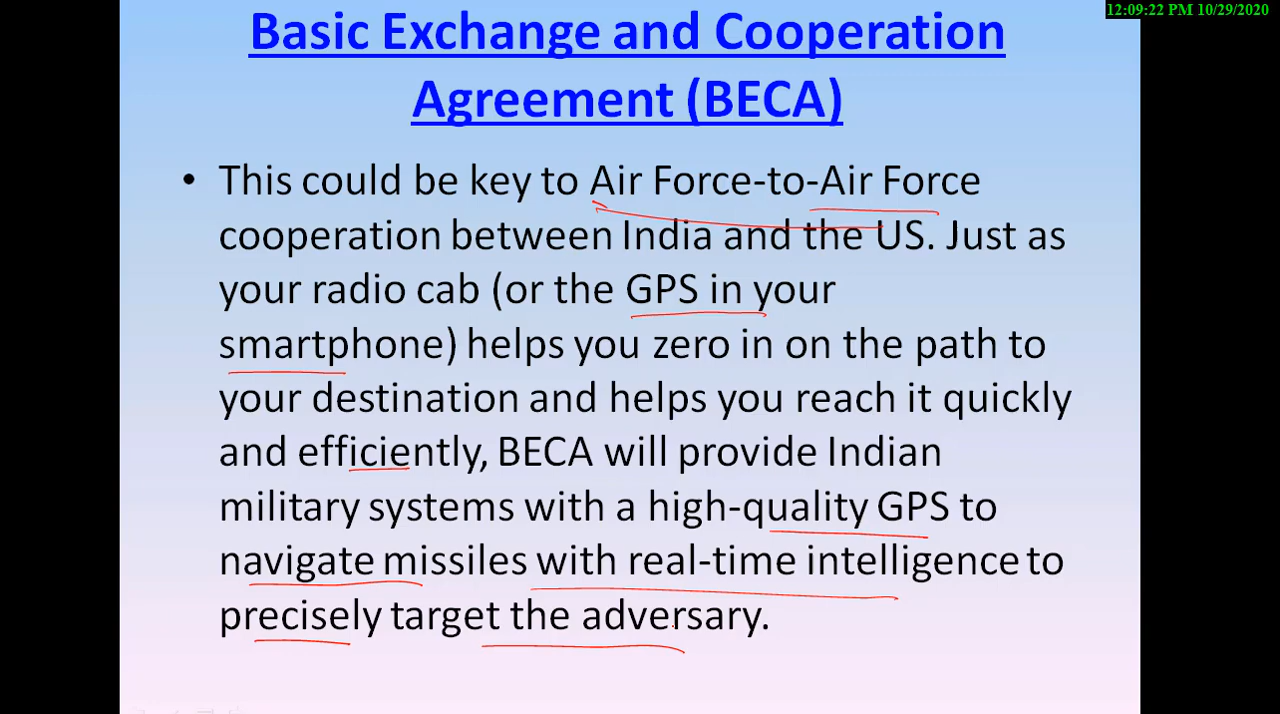 12:09:22 PM 10/29/2020
Basic Exchange and Cooperation
Agreement (BECA)
• This could be key to Air Force-to-Air Force
cooperation between India and the US. Just as
your radio cab (or the GPS in your
smartphone) helps you zero in on the path to
your destination and helps you reach it quickly
and efficiently, BECA will provide Indian
military systems with a high-quality GPS to
navigate missiles with real-time intelligence to
precisely target the adversary.